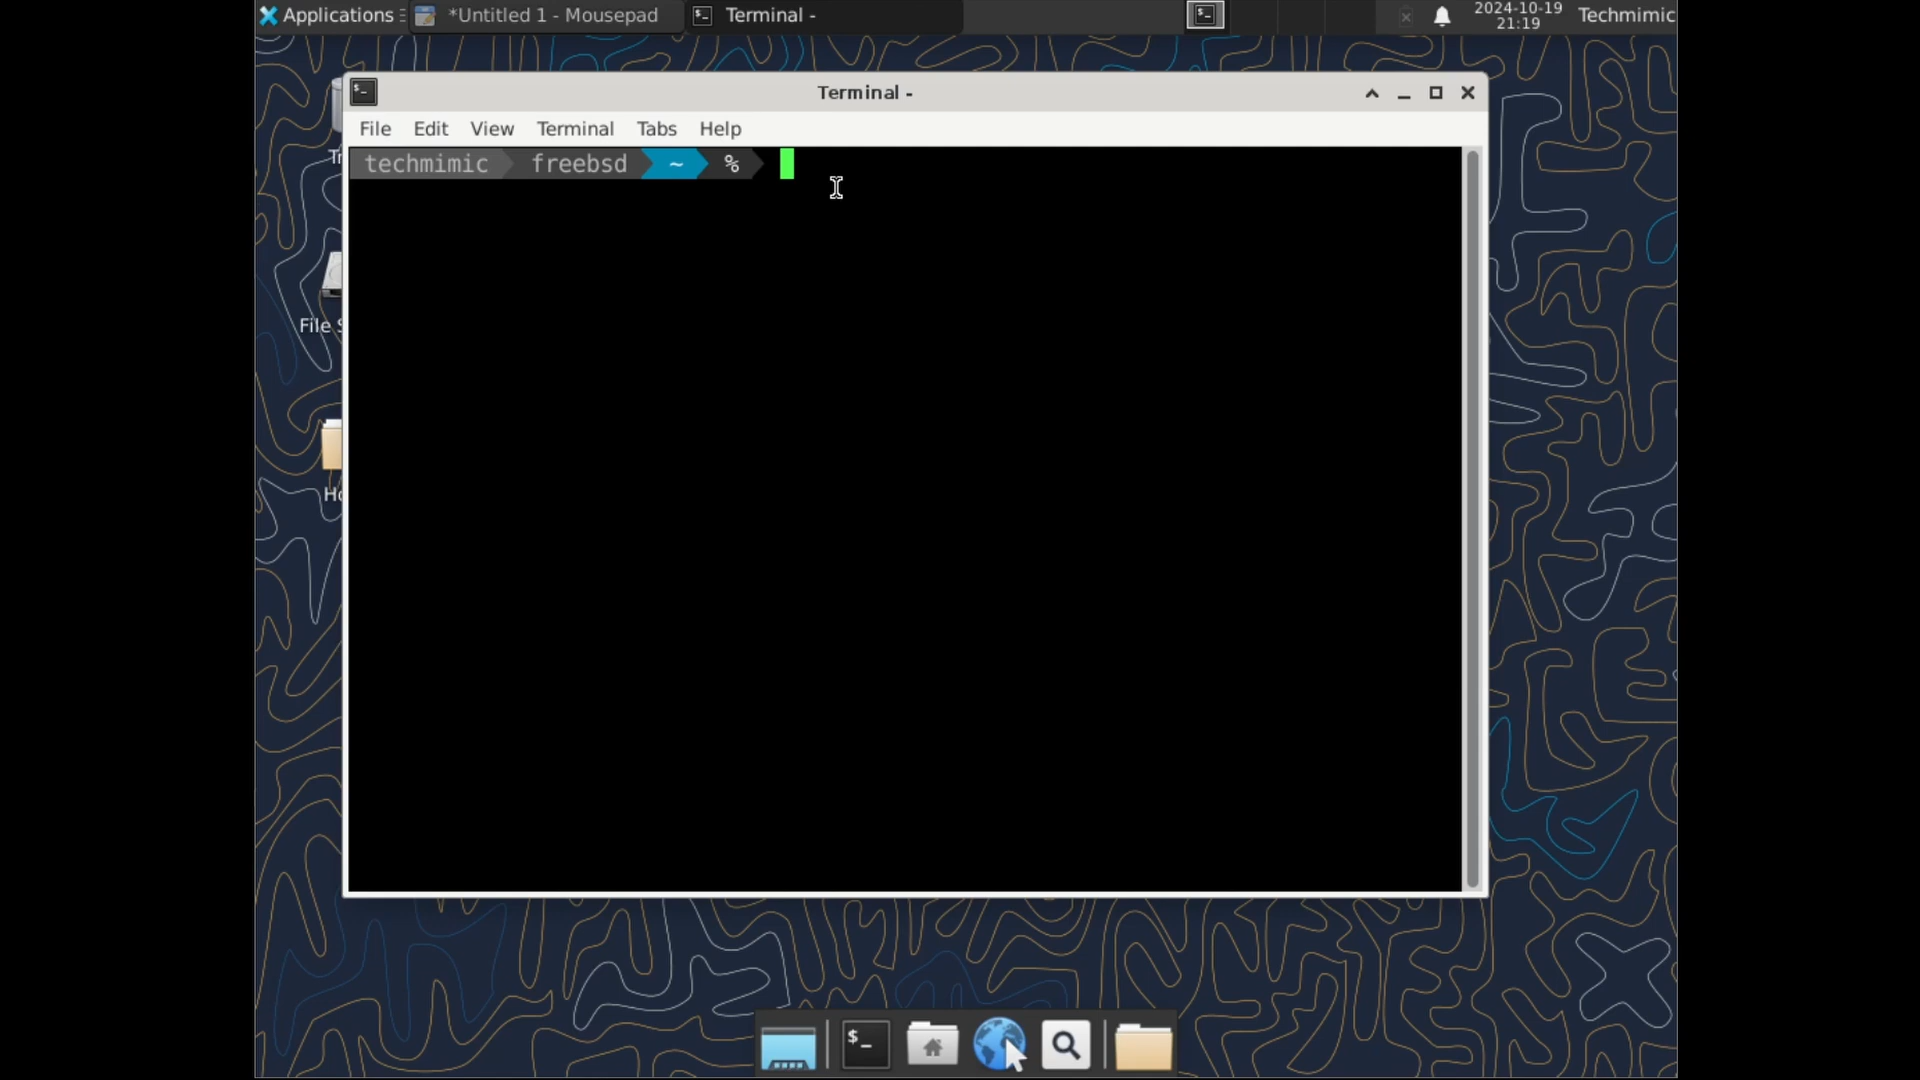 Applications
*Untitled 1 - Mousepad
Terminal -
2024-10-19
21:19
Techmimic
Terminal -
File Edit View Terminal Tabs Help
techmimic freebsd ~ %
$_